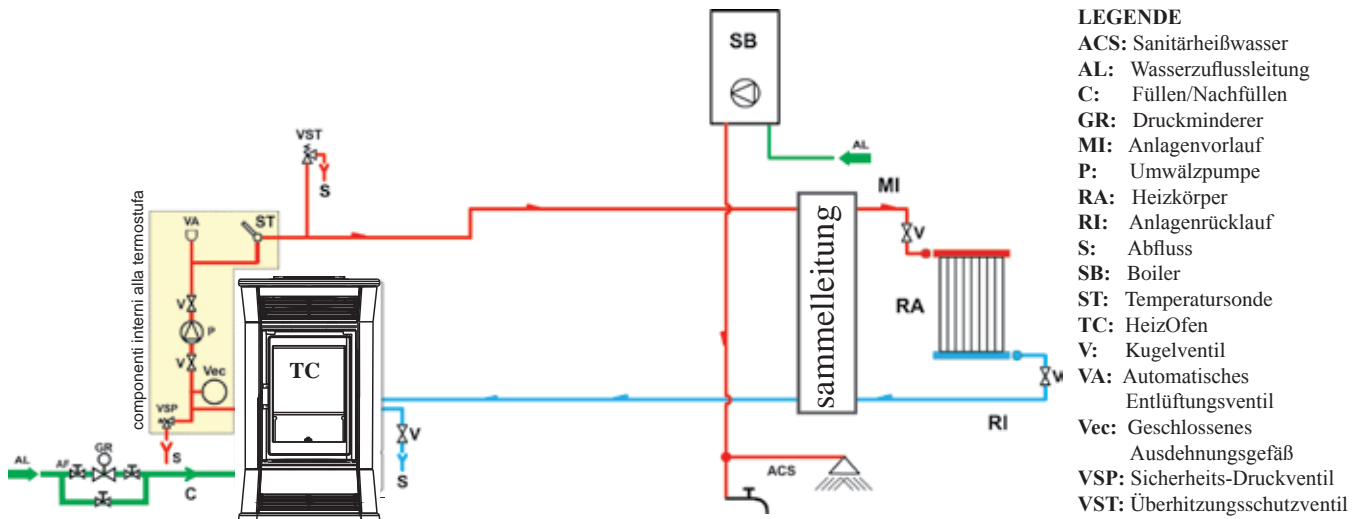 SB
VST
S
AL
MI
V
componenti interni alla termostufa
VA
ST
V
P
V
Vec
VSP
S
TC
sammelleitung
RA
V
RI
V
S
AL
AF
GR
C
ACS
LEGENDE
ACS: Sanitärheißwasser
AL: Wasserzuflussleitung
C: Füllen/Nachfüllen
GR: Druckminderer
MI: Anlagenvorlauf
P: Umwälzpumpe
RA: Heizkörper
RI: Anlagenrücklauf
S: Abfluss
SB: Boiler
ST: Temperatursonde
TC: HeizOfen
V: Kugelventil
VA: Automatisches
Entlüftungsventil
Vec: Geschlossenes
Ausdehnungsgefäß
VSP: Sicherheits-Druckventil
VST: Überhitzungsschutzventil